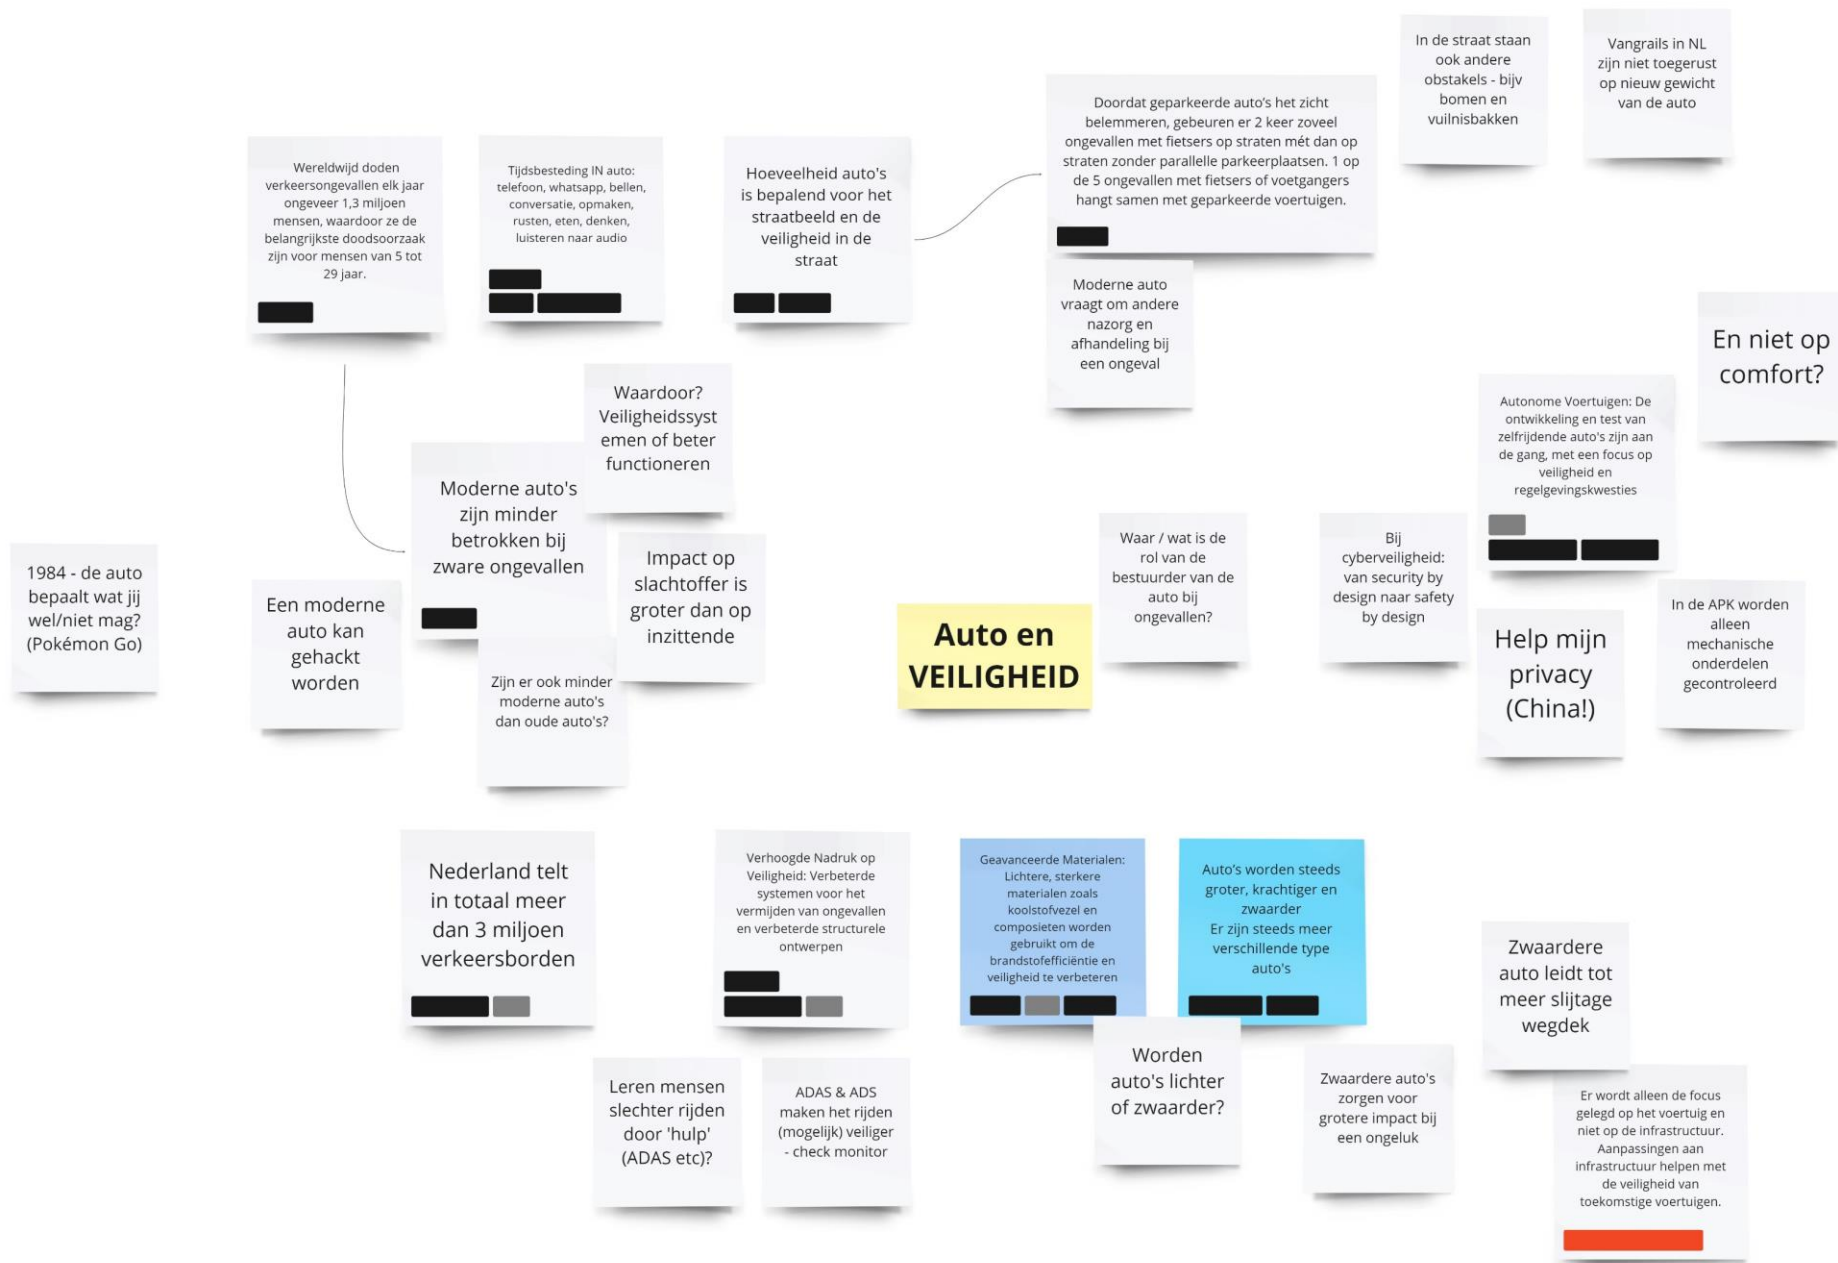 In de straat staan
ook andere
obstakels - bijv
bomen en
vuilnisbakken
Vangrails in NL
zijn niet toegerust
op nieuw gewicht
van de auto
Doordat geparkeerde auto's het zicht
belemmeren, gebeuren er 2 keer zoveel
ongevallen met fietsers op straten mét dan op
straten zonder parallelle parkeerplaatsen. 1 op
de 5 ongevallen met fietsers of voetgangers
hangt samen met geparkeerde voertuigen.
Wereldwijd doden
verkeersongevallen elk jaar
ongeveer 1,3 miljoen
mensen, waardoor ze de
belangrijkste doodsoorzaak
zijn voor mensen van 5 tot
29 jaar.
Tijdsbesteding IN auto:
telefoon, whatsapp, bellen,
conversatie, opmaken,
rusten, eten, denken,
luisteren naar audio
Hoeveelheid auto's
is bepalend voor het
straatbeeld en de
veiligheid in de
straat
Moderne auto
vraagt om andere
nazorg en
afhandeling bij
een ongeval
En niet op
comfort?
Autonome Voertuigen: De
ontwikkeling en test van
zelfrijdende auto's zijn aan
de gang, met een focus op
veiligheid en
regelgevingskwesties
Waardoor?
Veiligheidssyst
emen of beter
functioneren
Moderne auto's
zijn minder
betrokken bij
zware ongevallen
Impact op
slachtoffer is
groter dan op
inzittende
1984 - de auto
bepaalt wat jij
wel/niet mag?
(Pokémon Go)
Een moderne
auto kan
gehackt
worden
Zijn er ook minder
moderne auto's
dan oude auto's?
Auto en
VEILIGHEID
Waar / wat is de
rol van de
bestuurder van de
auto bij
ongevallen?
Bij
cyberveiligheid:
van security by
design naar safety
by design
Help mijn
privacy
(China!)
In de APK worden
alleen
mechanische
onderdelen
gecontroleerd
Nederland telt
in totaal meer
dan 3 miljoen
verkeersborden
Verhoogde Nadruk op
Veiligheid: Verbeterde
systemen voor het
vermijden van ongevallen
en verbeterde structurele
ontwerpen
Geavanceerde Materialen:
Lichtere, sterkere
materialen zoals
koolstofvezel en
composieten worden
gebruikt om de
brandstofefficiëntie en
veiligheid te verbeteren
Auto's worden steeds
groter, krachtiger en
zwaarder
Er zijn steeds meer
verschillende type
auto's
Zwaardere
auto leidt tot
meer slijtage
wegdek
Leren mensen
slechter rijden
door 'hulp'
(ADAS etc)?
ADAS & ADS
maken het rijden
(mogelijk) veiliger
- check monitor
Worden
auto's lichter
of zwaarder?
Zwaardere auto's
zorgen voor
grotere impact bij
een ongeluk
Er wordt alleen de focus
gelegd op het voertuig en
niet op de infrastructuur.
Aanpassingen aan
infrastructuur helpen met
de veiligheid van
toekomstige voertuigen.